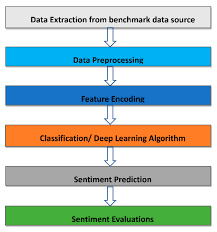 Data Extraction from benchmark data source
Data Preprocessing
Feature Encoding
Classification/ Deep Learning Algorithm
Sentiment Prediction
Sentiment Evaluations